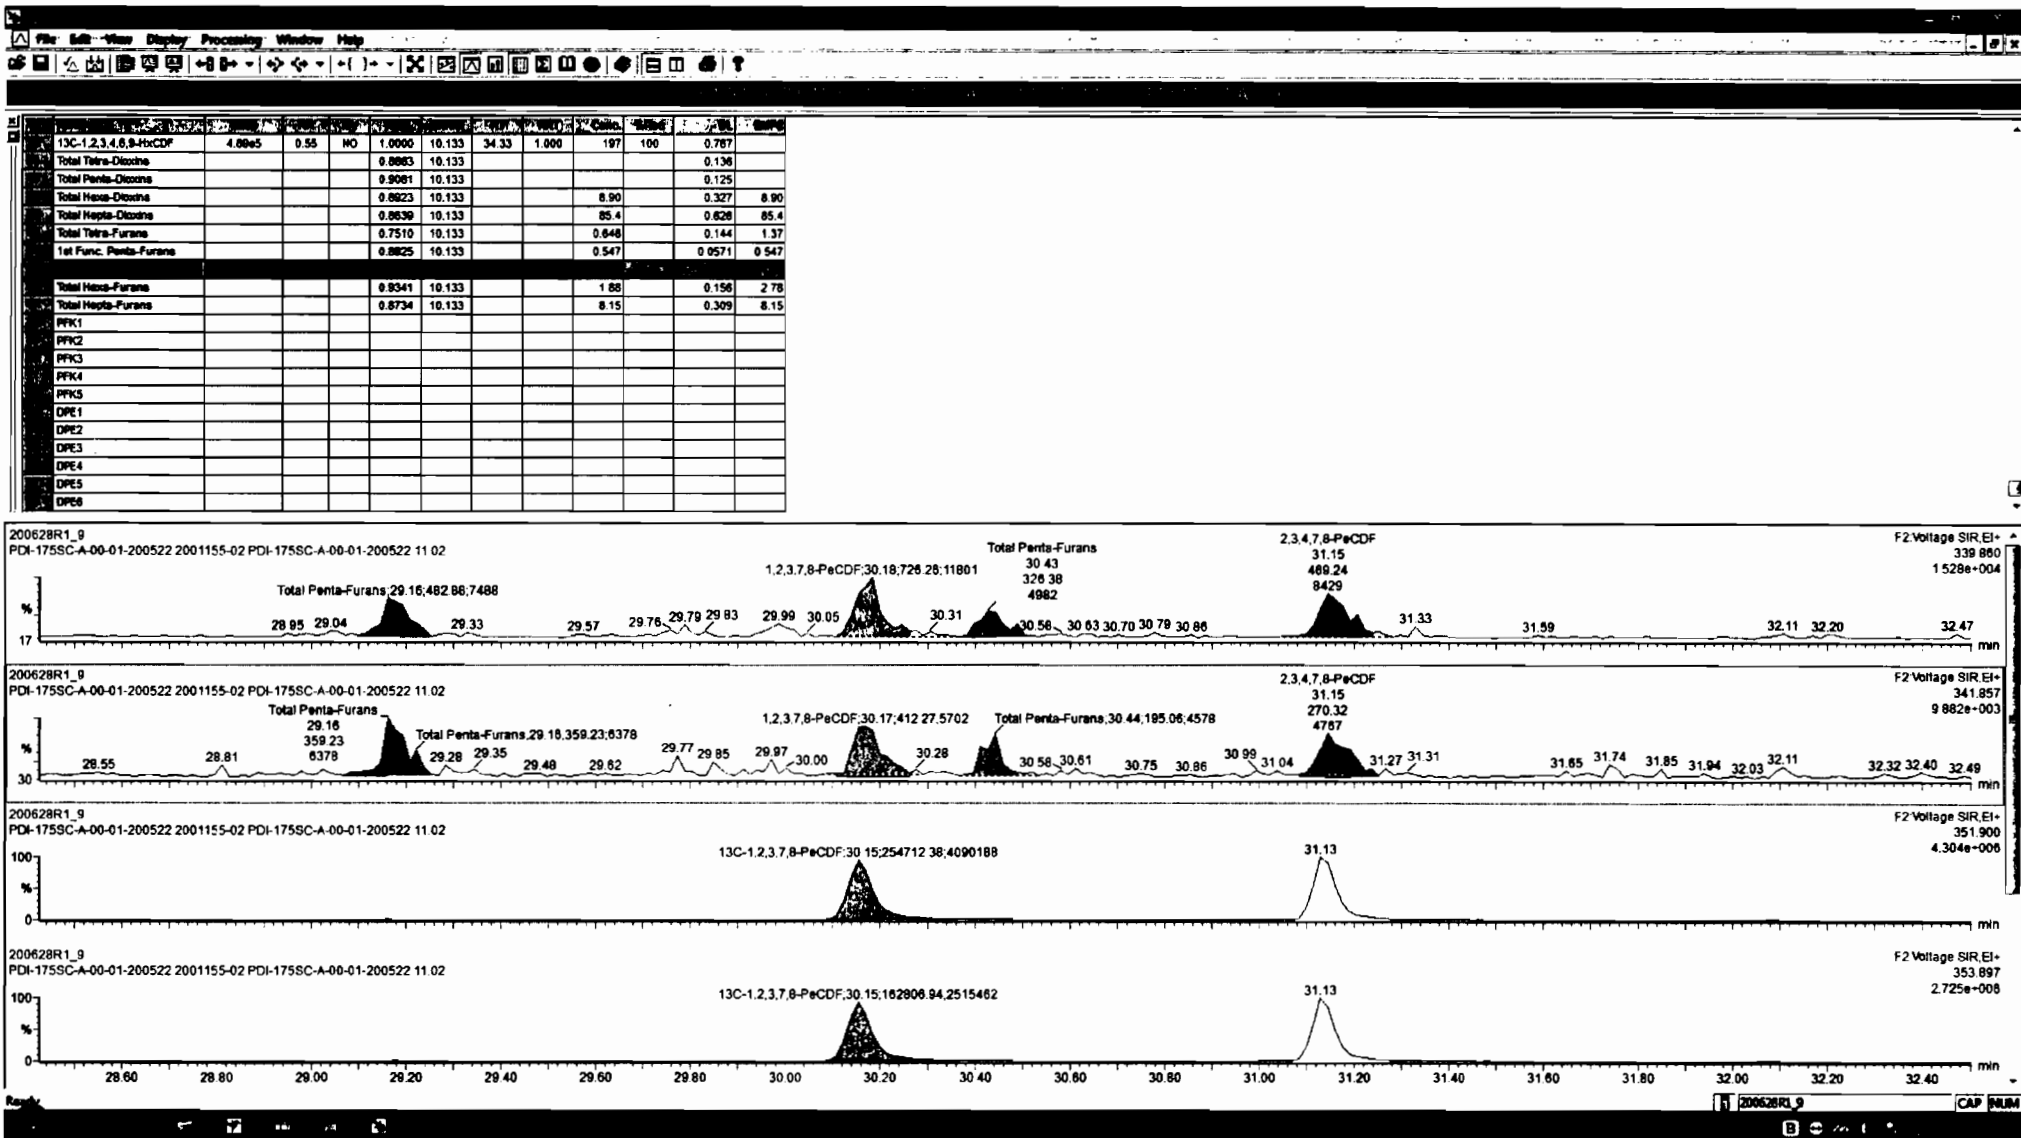 File Edit View Display Processing Window Help
Conc.
13C-1,2,3,4,6,9-HxCDF 4.89e5 0.55 NO 1.0000 10.133 34.33 1.000 197 100 0.767
Total Tetra-Dioxins 0.8883 10.133 0.136
Total Penta-Dioxins 0.9061 10.133 0.125
Total Hexa-Dioxins 0.8923 10.133 8.90 0.327 8.90
Total Hepta-Dioxins 0.8639 10.133 85.4 0.626 85.4
Total Tetra-Furans 0.7510 10.133 0.648 0.144 1.37
1st Func. Penta-Furans 0.8825 10.133 0.547 0 0571 0 547
Total Hexa-Furans 0.9341 10.133 1 88 0.156 2 78
Total Hepta-Furans 0.8734 10.133 8.15 0.309 8.15
PFK1
PFK2
PFK3
PFK4
PFK5
DPE1
DPE2
DPE3
DPE4
DPE5
DPE6
200628R1_9
PDI-175SC-A-00-01-200522 2001155-02 PDI-175SC-A-00-01-200522 11.02
F2:Voltage SIR,EI+
339 860
1 528e+004
Total Penta-Furans;29.16;482.88;7488
1,2,3,7,8-PeCDF;30.18;726.26;11801
Total Penta-Furans
30 43
326 38
4982
2,3,4,7,8-PeCDF
31.15
469.24
8429
28 95 29.04 29.33 29.57 29.76 29.79 29 83 29.99 30.05 30.31 30.58 30 63 30.70 30 79 30.86 31.33 31.59 32.11 32.20 32.47
%
17
min
200628R1_9
PDI-175SC-A-00-01-200522 2001155-02 PDI-175SC-A-00-01-200522 11.02
F2:Voltage SIR,EI+
341.857
9 882e+003
Total Penta-Furans
29.16
359.23
6378
Total Penta-Furans,29 16,359.23;6378
1,2,3,7,8-PeCDF;30.17;412 27,5702
Total Penta-Furans;30.44;195.06;4578
2,3,4,7,8-PeCDF
31.15
270.32
4767
28.55 28.81 29.28 29.35 29.48 29.62 29.77 29.85 29.97 30.00 30.28 30 58 30.61 30.75 30.86 30 99 31 04 31.27 31.31 31.65 31.74 31.85 31.94 32.03 32.11 32.32 32.40 32.49
%
30
min
200628R1_9
PDI-175SC-A-00-01-200522 2001155-02 PDI-175SC-A-00-01-200522 11.02
F2:Voltage SIR,EI+
351.900
4.304e+006
13C-1,2,3,7,8-PeCDF;30 15;254712 38;4090188
31.13
100
%
0
min
200628R1_9
PDI-175SC-A-00-01-200522 2001155-02 PDI-175SC-A-00-01-200522 11.02
F2 Voltage SIR,EI+
353.897
2.725e+006
13C-1,2,3,7,8-PeCDF;30.15;162806.94,2515462
31.13
100
%
0
min
28.60 28 80 29.00 29.20 29.40 29.60 29.80 30 00 30.20 30 40 30.60 30.80 31.00 31.20 31.40 31.60 31.80 32.00 32.20 32.40
Ready
200628R1_9 CAP NUM